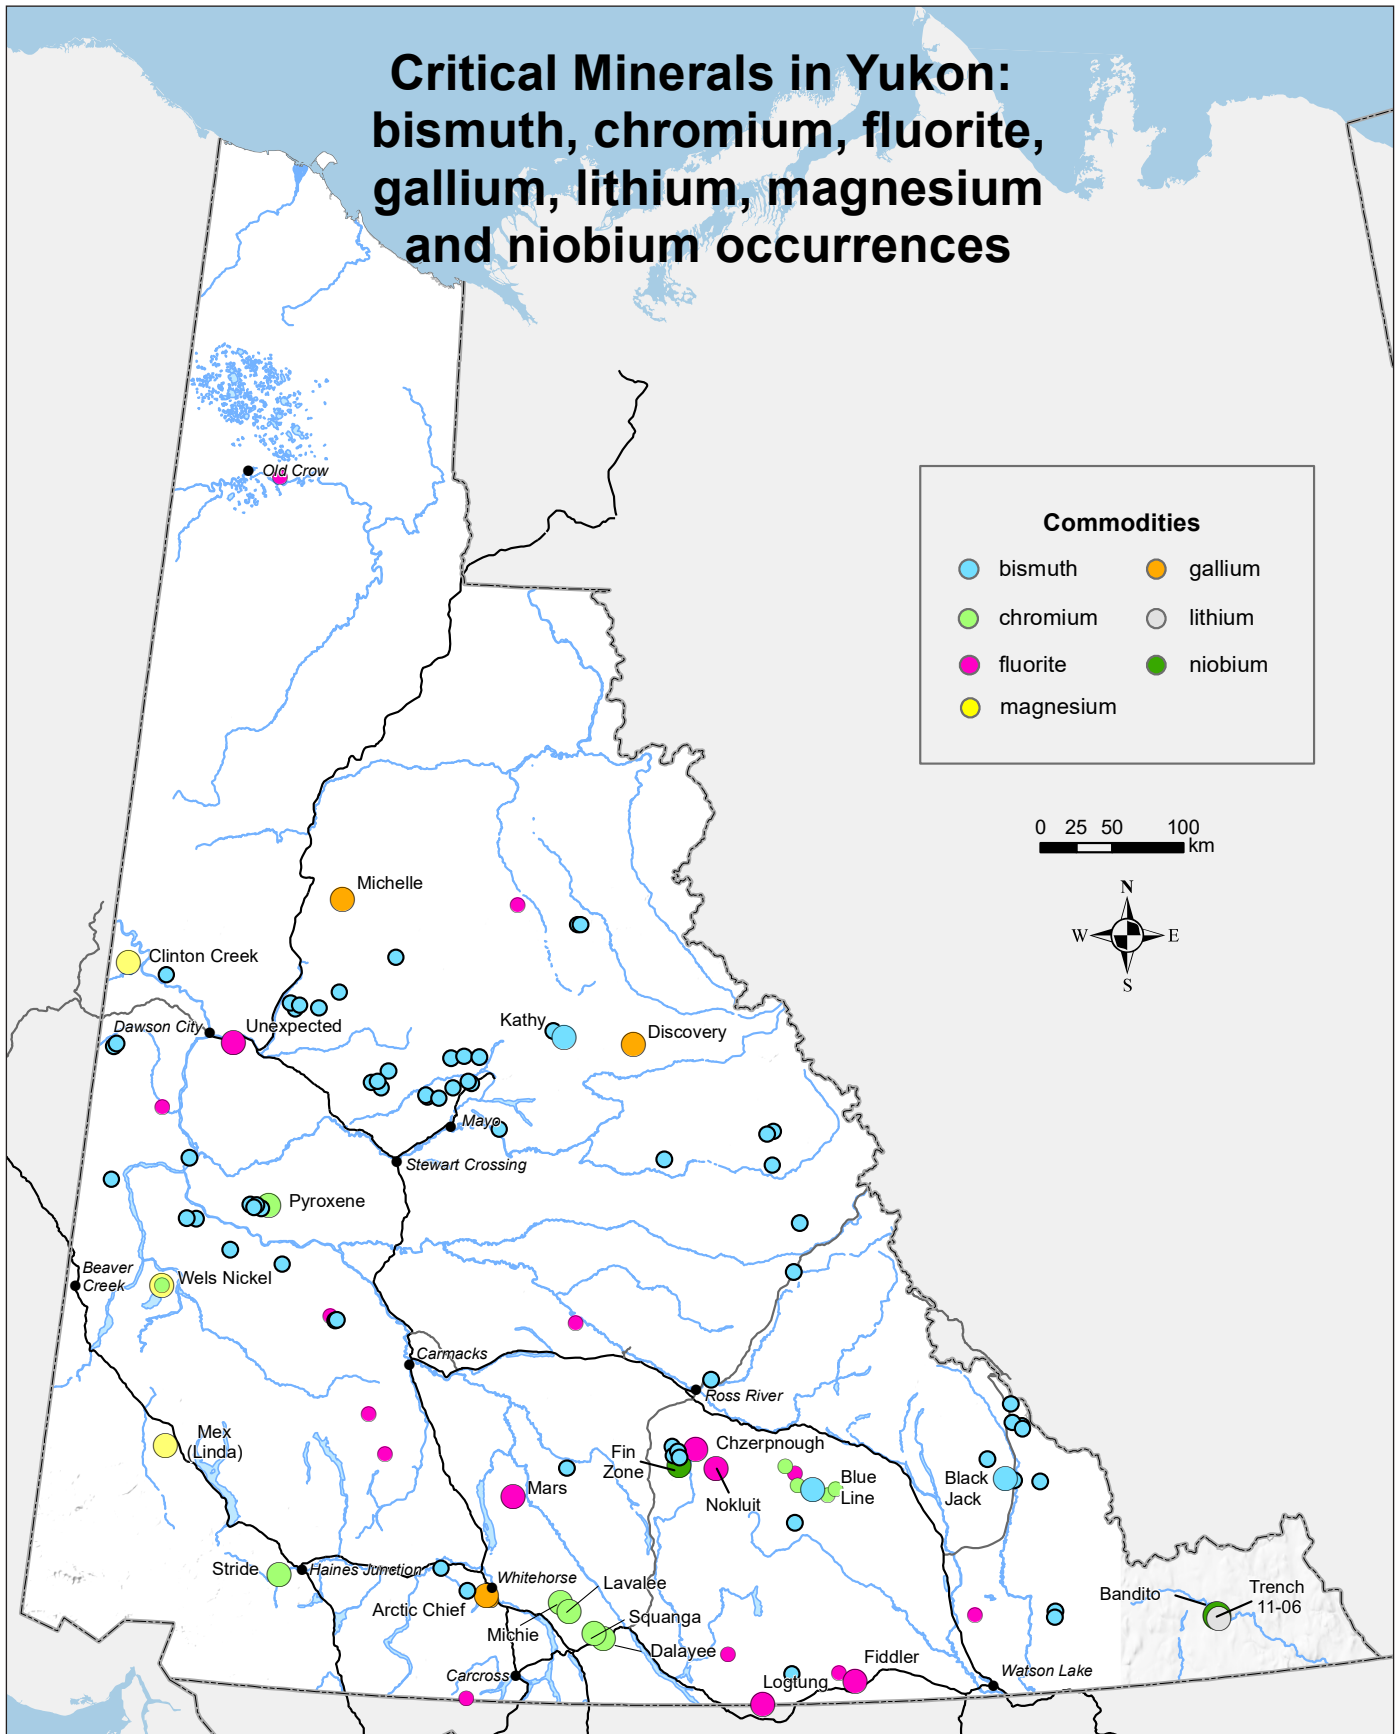 Critical Minerals in Yukon:
bismuth, chromium, fluorite,
gallium, lithium, magnesium
and niobium occurrences
Old Crow
Commodities
bismuth
gallium
chromium
lithium
fluorite
niobium
magnesium
0 25 50 100
km
N
W E
S
Michelle
Clinton Creek
Dawson City
Unexpected
Kathy
Discovery
Mayo
Stewart Crossing
Pyroxene
Beaver
Creek
Wels Nickel
Carmacks
Ross River
Mex
(Linda)
Fin
Zone
Chzerpnough
Nokluit
Mars
Blue
Line
Black
Jack
Stride
Haines Junction
Whitehorse
Arctic Chief
Lavalee
Michie
Squanga
Dalayee
Carcross
Logtung
Fiddler
Watson Lake
Bandito
Trench
11-06